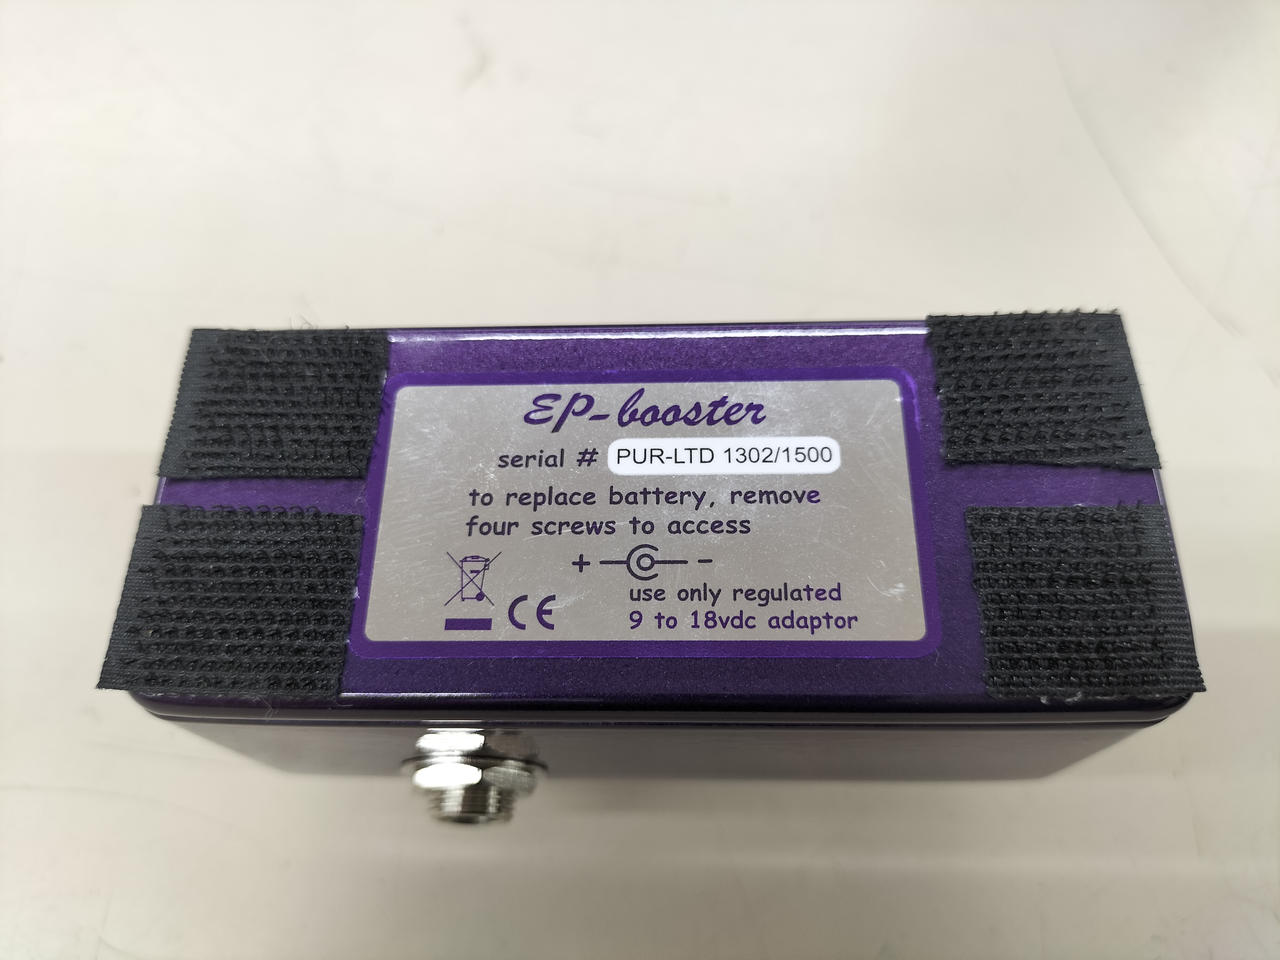 EP-booster
serial # PUR-LTD 1302/1500
to replace battery, remove
four screws to access
+ -
use only regulated
9 to 18vdc adaptor
CE